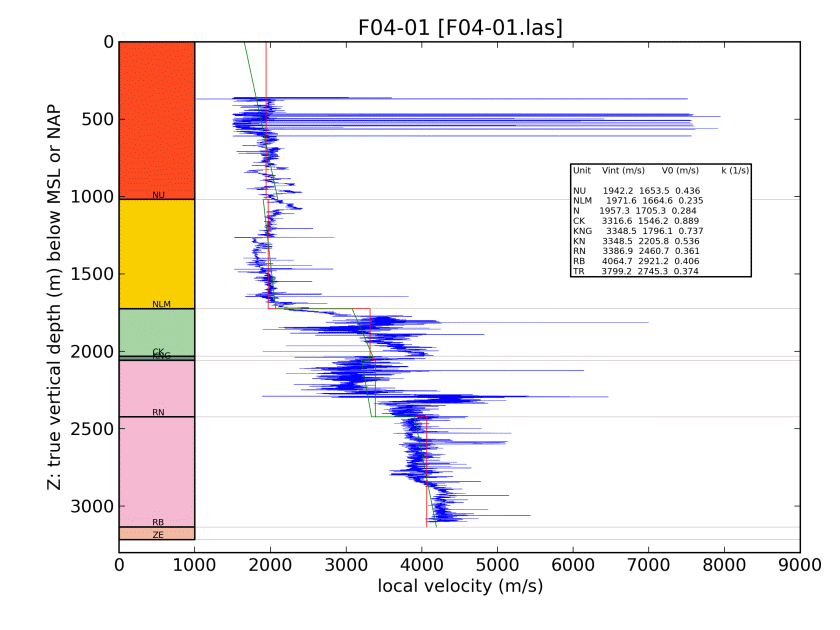 F04-01 [F04-01.las]
0
500
1000
1500
2000
2500
3000
Z: true vertical depth (m) below MSL or NAP
NU
NLM
CK
KNG
RN
RB
ZE
Unit Vint (m/s) V0 (m/s) k (1/s)
NU 1942.2 1653.5 0.436
NLM 1971.6 1664.6 0.235
N 1957.3 1705.3 0.284
CK 3316.6 1546.2 0.889
KNG 3348.5 1796.1 0.737
KN 3348.5 2205.8 0.536
RN 3386.9 2460.7 0.361
RB 4064.7 2921.2 0.406
TR 3799.2 2745.3 0.374
0 1000 2000 3000 4000 5000 6000 7000 8000 9000
local velocity (m/s)